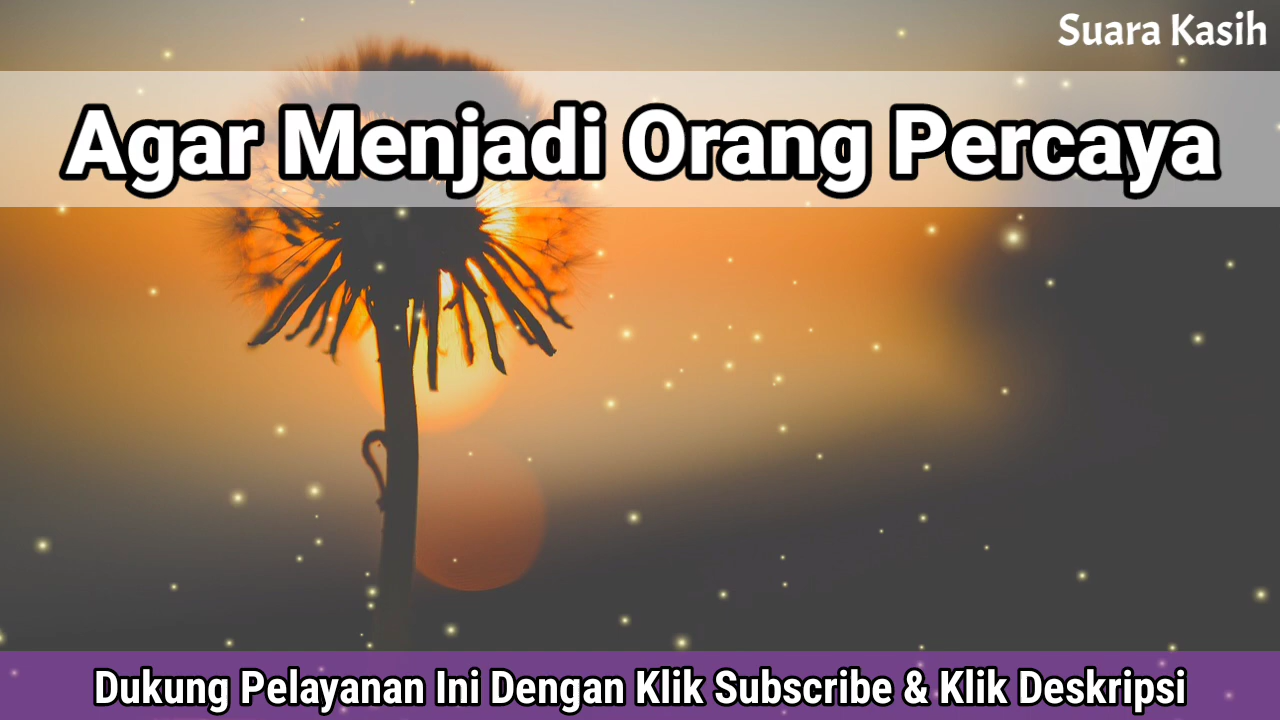 Suara Kasih
Agar Menjadi Orang Percaya
Dukung Pelayanan Ini Dengan Klik Subscribe & Klik Deskripsi